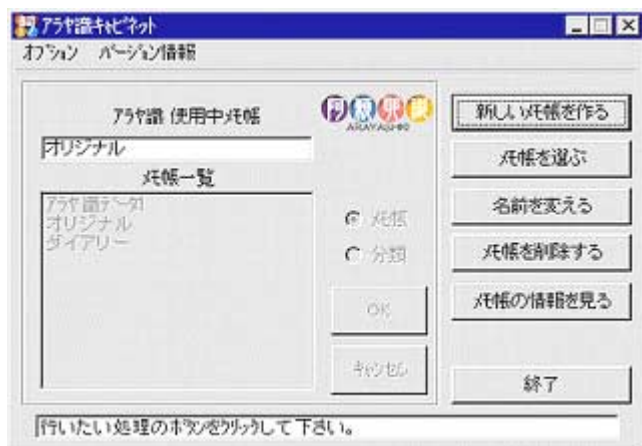 アラヤ識キャビネット
オプション バージョン情報
アラヤ識 使用中メモ帳
オリジナル
メモ帳一覧
アラヤ識データ1
オリジナル
ダイアリー
阿頼耶識
ARAYASHIKI
メモ帳
分類
OK
キャンセル
新しいメモ帳を作る
メモ帳を選ぶ
名前を変える
メモ帳を削除する
メモ帳の情報を見る
終了
行いたい処理のボタンをクリックして下さい。